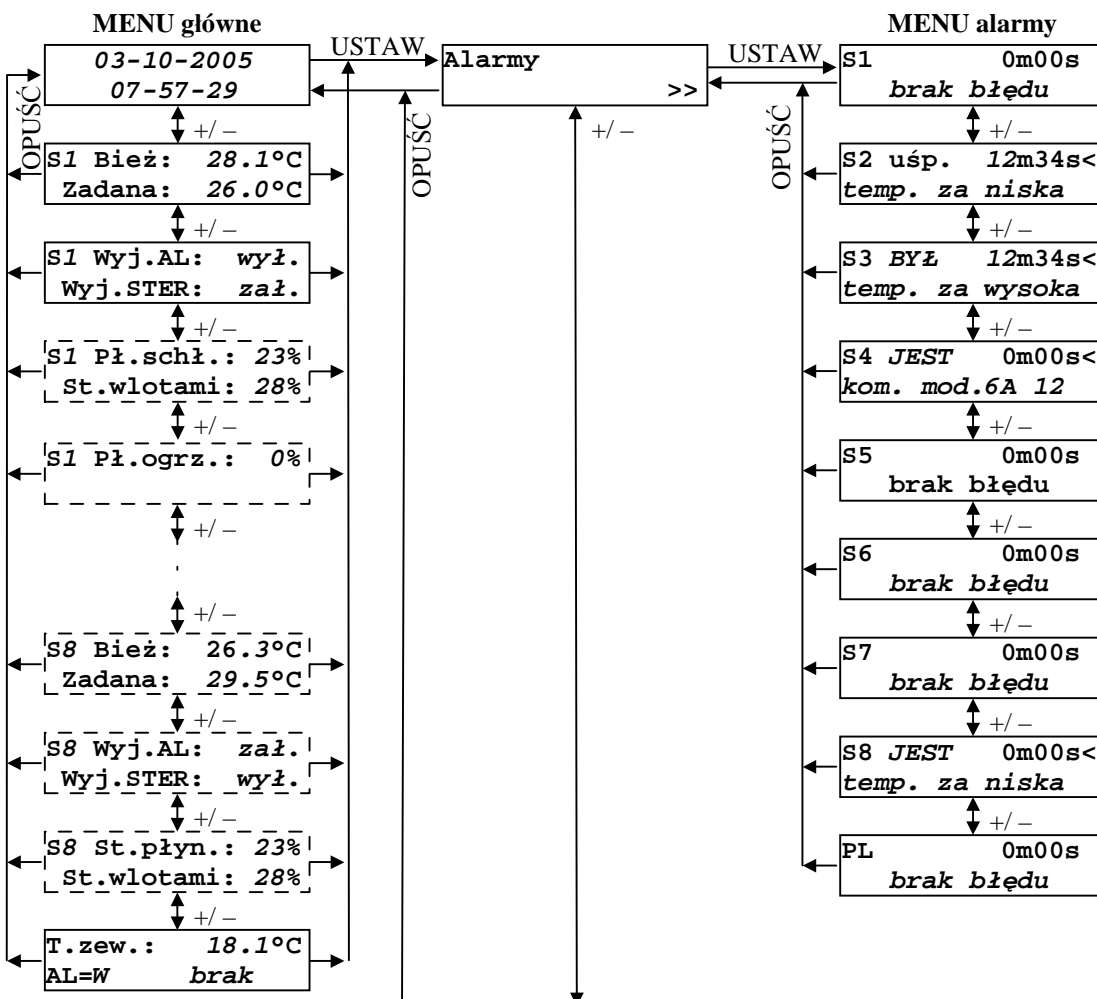 MENU główne
03-10-2005
07-57-29
OPUŚĆ
+/ –
S1 Bież: 28.1°C
Zadana: 26.0°C
+/ –
S1 Wyj.AL: wył.
Wyj.STER: zał.
+/ –
S1 Pł.schł.: 23%
St.wlotami: 28%
+/ –
S1 Pł.ogrz.: 0%
+/ –
+/ –
S8 Bież: 26.3°C
Zadana: 29.5°C
+/ –
S8 Wyj.AL: zał.
Wyj.STER: wył.
+/ –
S8 St.płyn.: 23%
St.wlotami: 28%
+/ –
T.zew.: 18.1°C
AL=W brak
USTAW
Alarmy
>>
OPUŚĆ
+/ –
USTAW
MENU alarmy
S1 0m00s
brak błędu
OPUŚĆ
+/ –
S2 uśp. 12m34s<
temp. za niska
+/ –
S3 BYŁ 12m34s<
temp. za wysoka
+/ –
S4 JEST 0m00s<
kom. mod.6A 12
+/ –
S5 0m00s
brak błędu
+/ –
S6 0m00s
brak błędu
+/ –
S7 0m00s
brak błędu
+/ –
S8 JEST 0m00s<
temp. za niska
+/ –
PL 0m00s
brak błędu